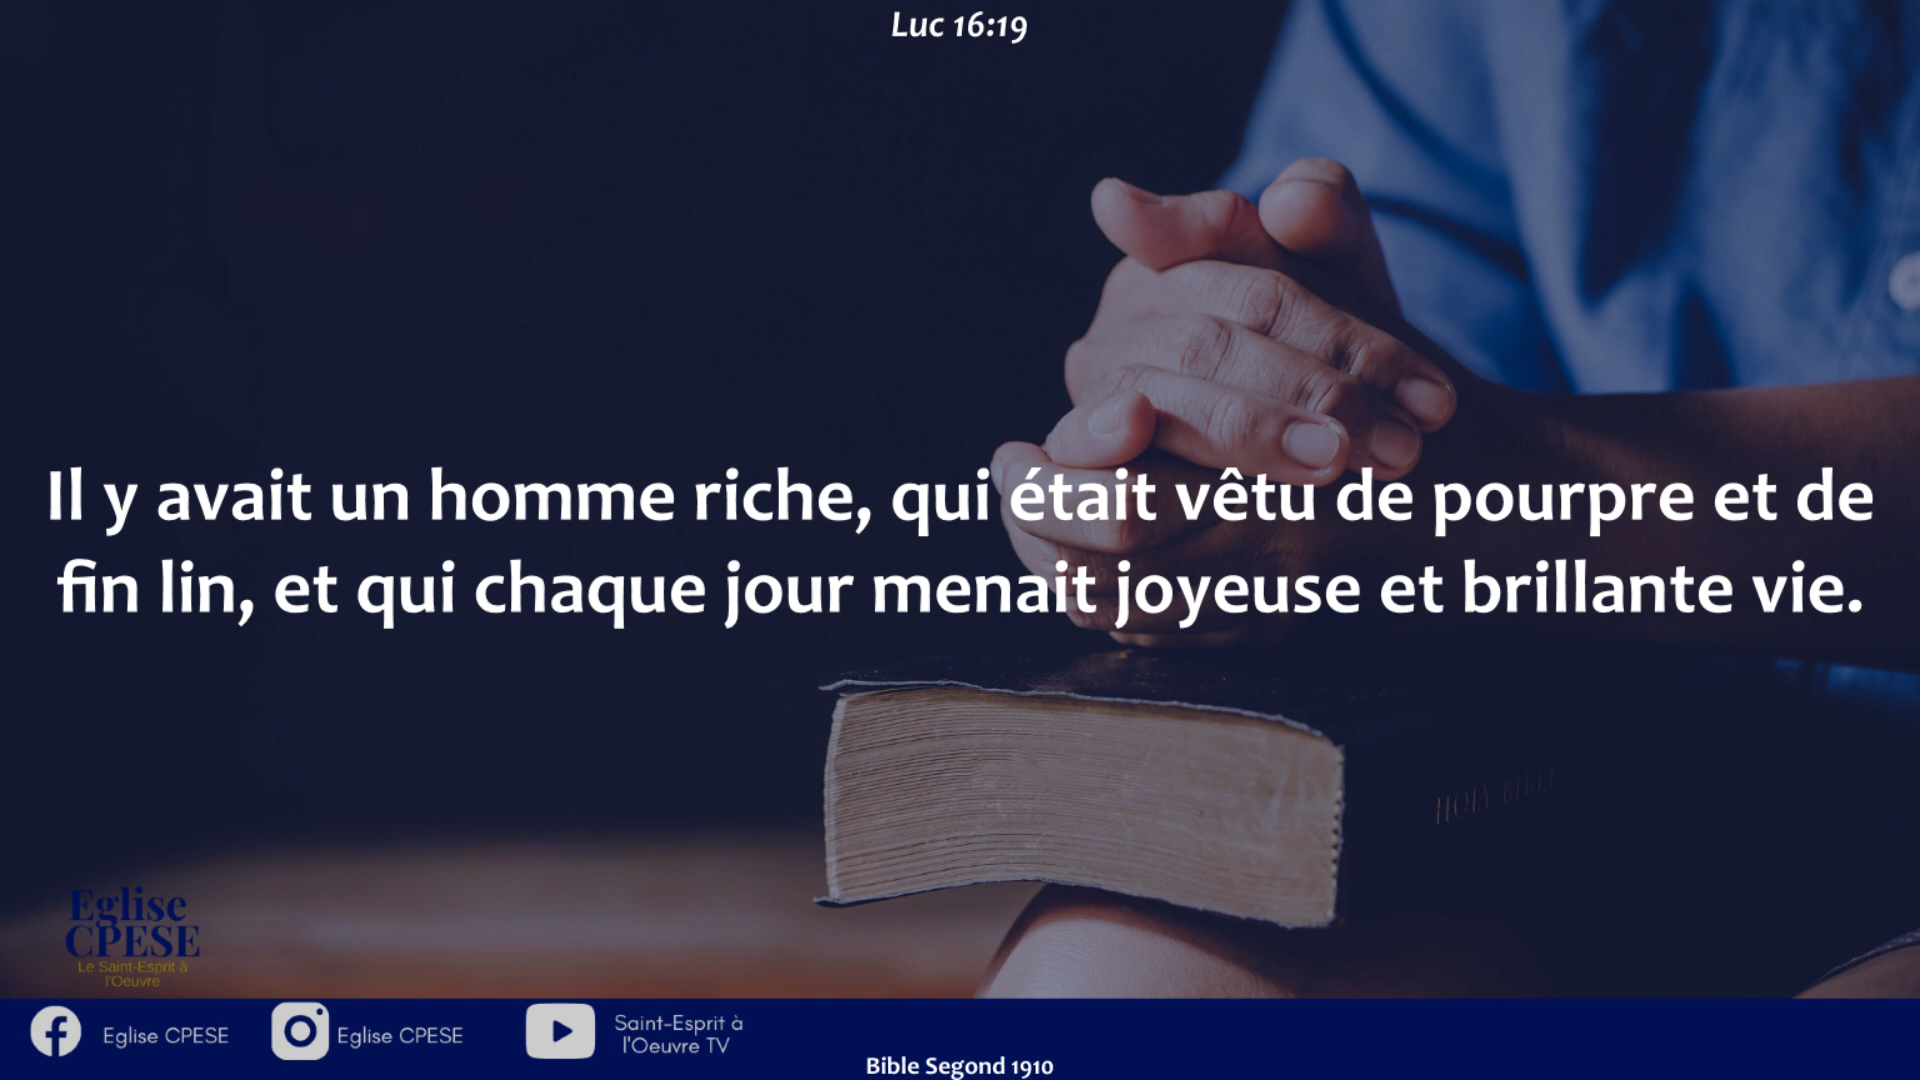 Luc 16:19
Il y avait un homme riche, qui était vêtu de pourpre et de
fin lin, et qui chaque jour menait joyeuse et brillante vie.
HOLY BIBLE
Eglise
CPESE
Le Saint-Esprit à
l'Oeuvre
Eglise CPESE
Eglise CPESE
Saint-Esprit à
l'Oeuvre TV
Bible Segond 1910